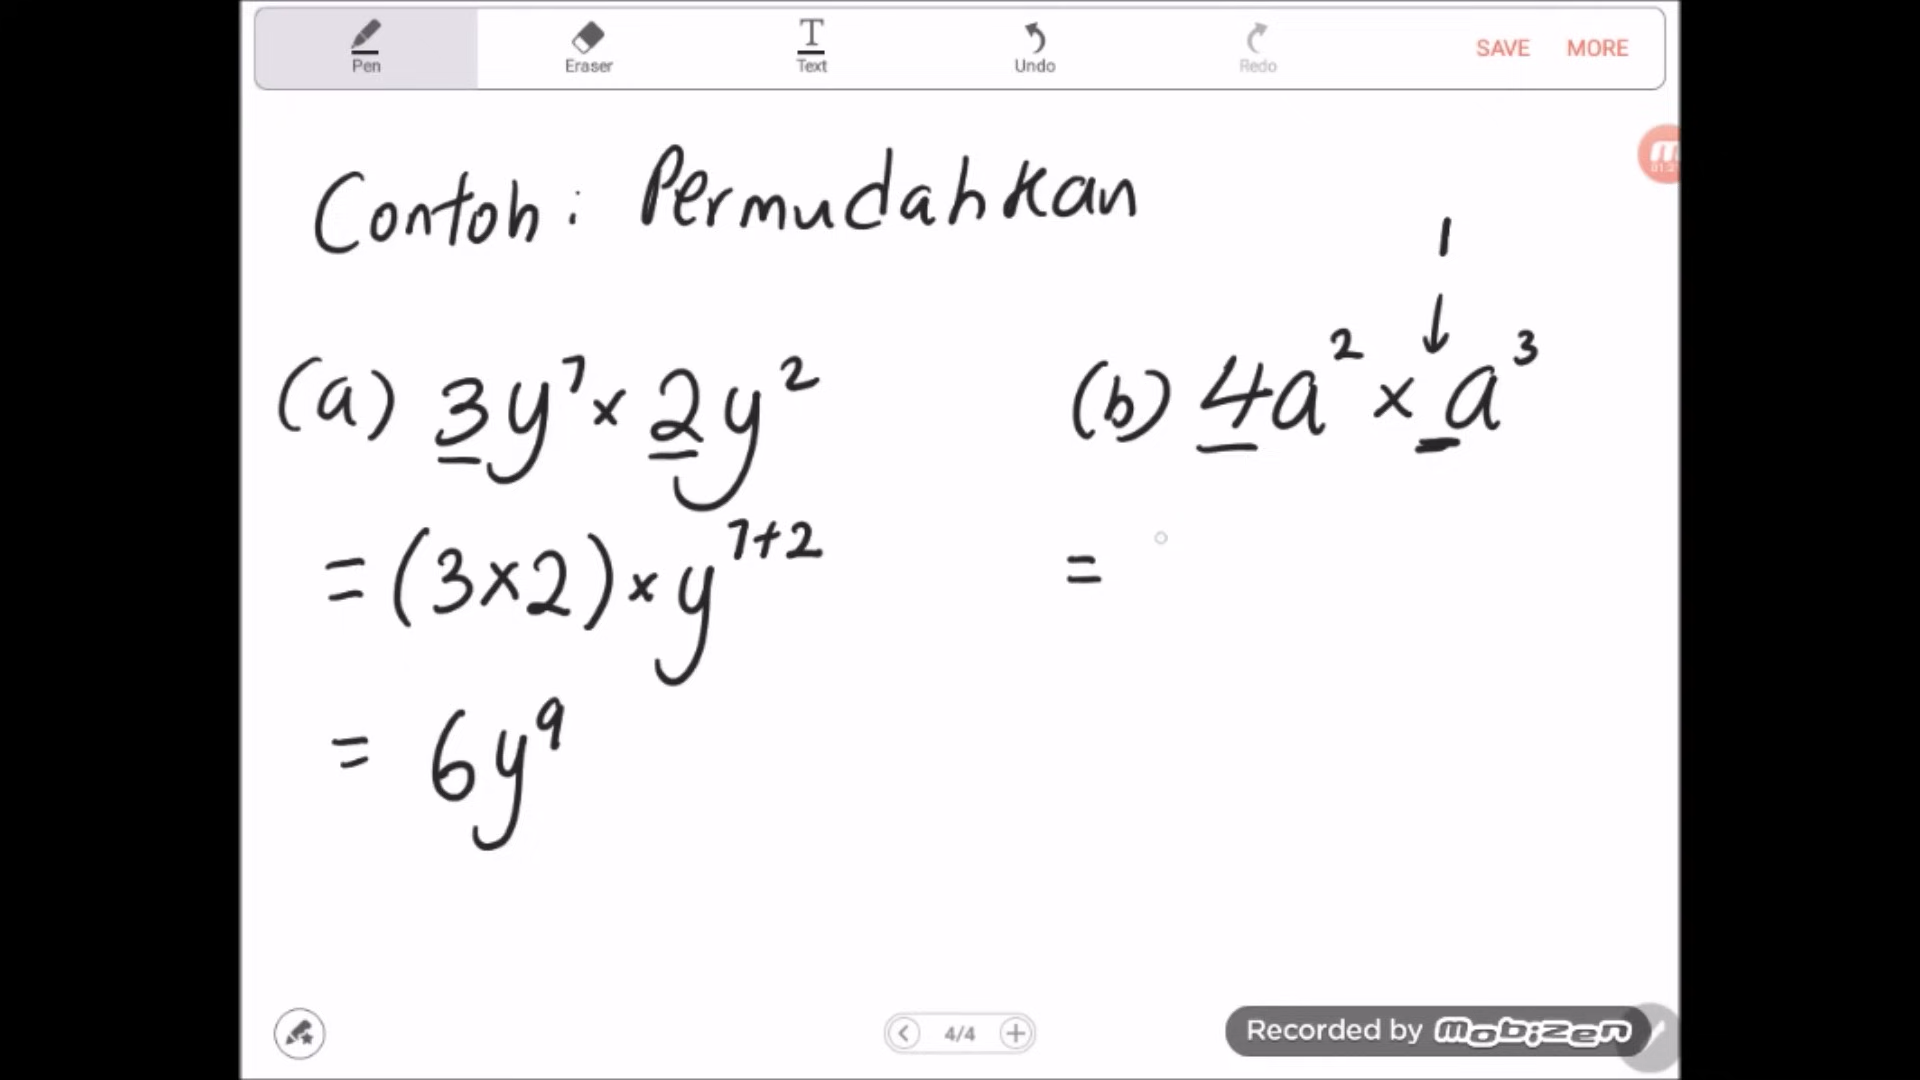 Pen Eraser Text Undo Redo SAVE MORE
Contoh : Permudahkan
1
↓
(a) 3y⁷ × 2y²
= (3×2) × y⁷⁺²
= 6y⁹
(b) 4a² × a³
=
4/4
Recorded by mobizen